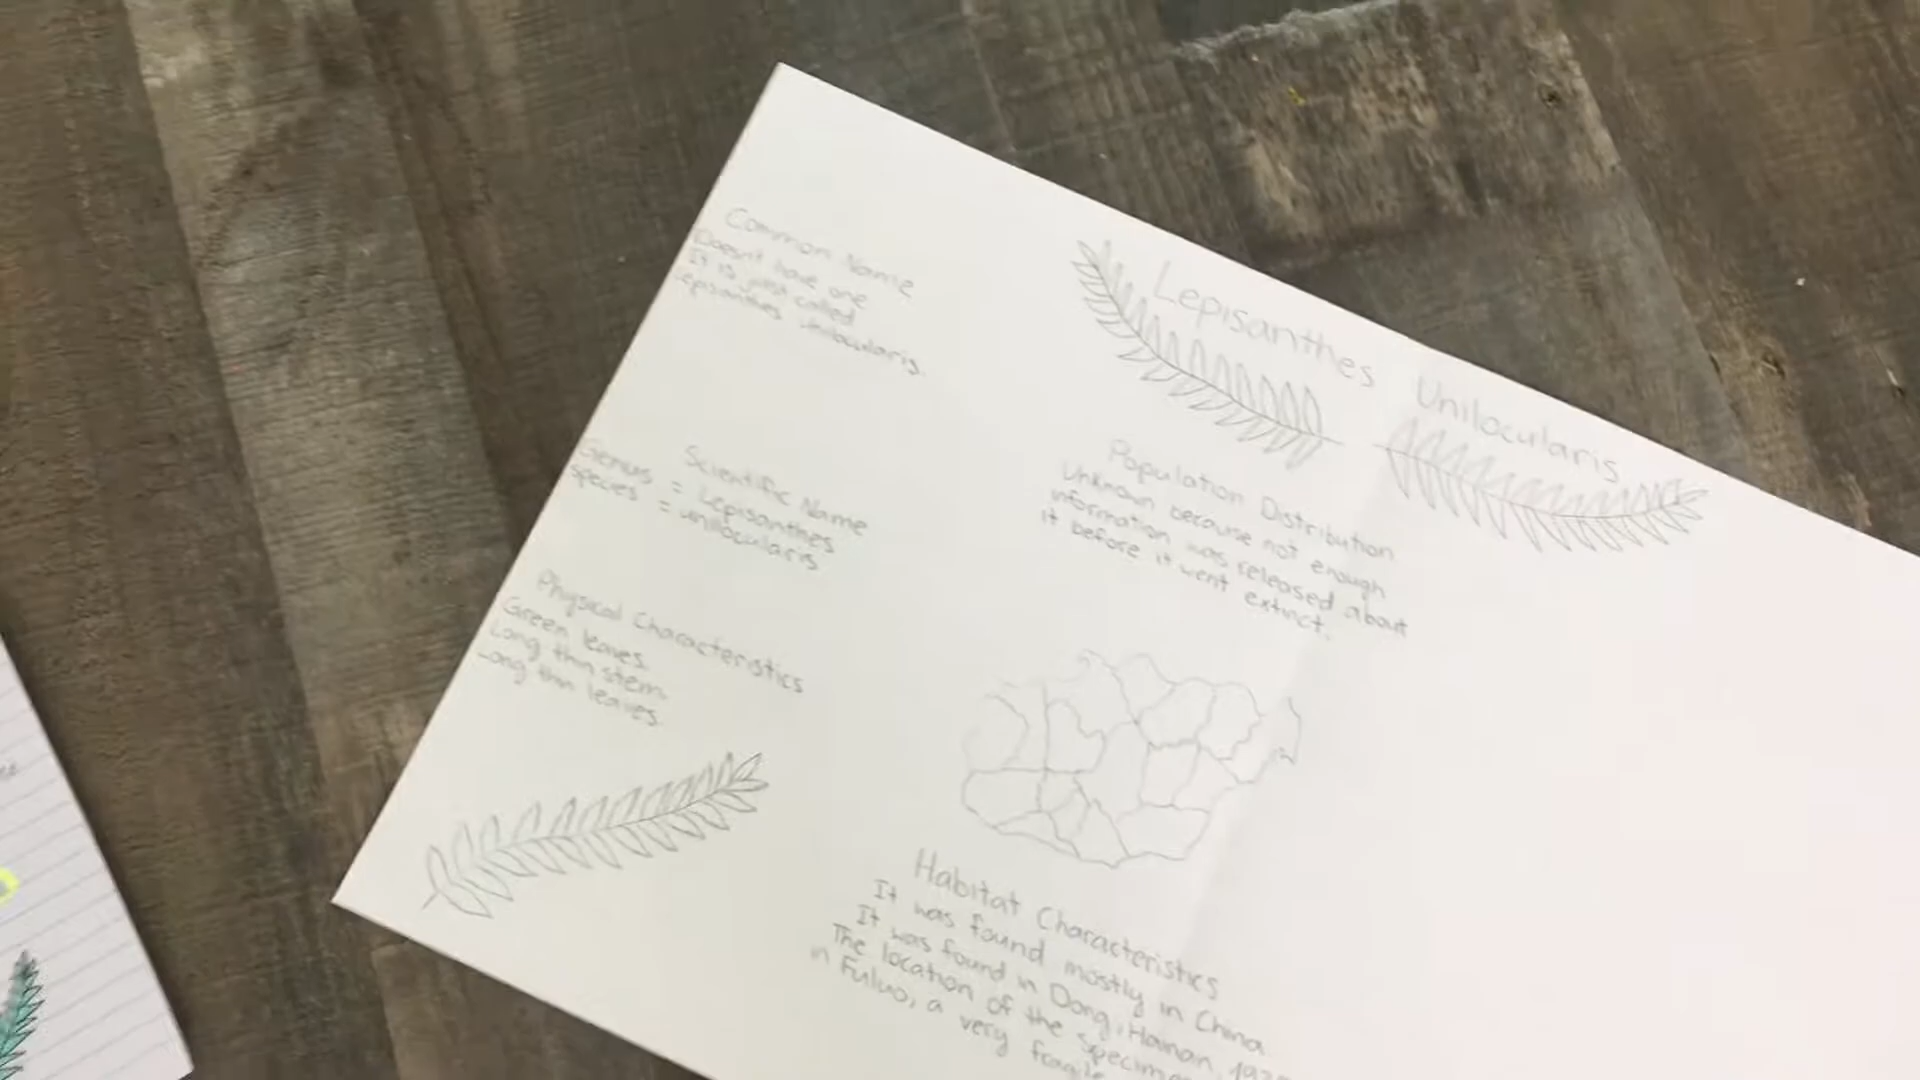 Lepisanthes Unilocularis
Common Name
Doesn't have one
It is just called
Lepisanthes Unilocularis.
Scientific Name
Genus = Lepisanthes
species = unilocularis
Physical Characteristics
Green leaves.
Long thin stem.
Long thin leaves.
Population Distribution
Unknown because not enough
information was released about
it before it went extinct.
Habitat Characteristics
It was found mostly in China.
It was found in Dong, Hainan,
The location of the
in Fuluo, a very fragile